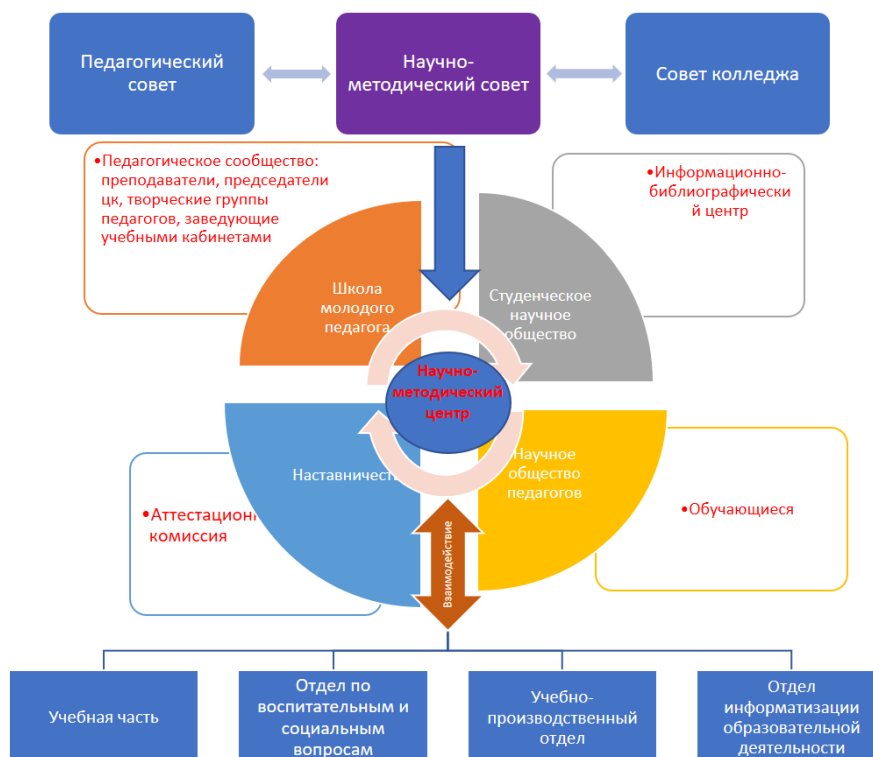 Педагогический
совет
Научно-
методический совет
Совет колледжа
•Педагогическое сообщество:
преподаватели, председатели
цк, творческие группы
педагогов, заведующие
учебными кабинетами
•Информационно-
библиографически
й центр
Школа
молодого
педагога
Студенческое
научное
общество
Научно-
методический
центр
Наставничеств
Научное
общество
педагогов
•Аттестационн
комиссия
•Обучающиеся
Взаимодействие
Учебная часть
Отдел по
воспитательным и
социальным
вопросам
Учебно-
производственный
отдел
Отдел
информатизации
образовательной
деятельности